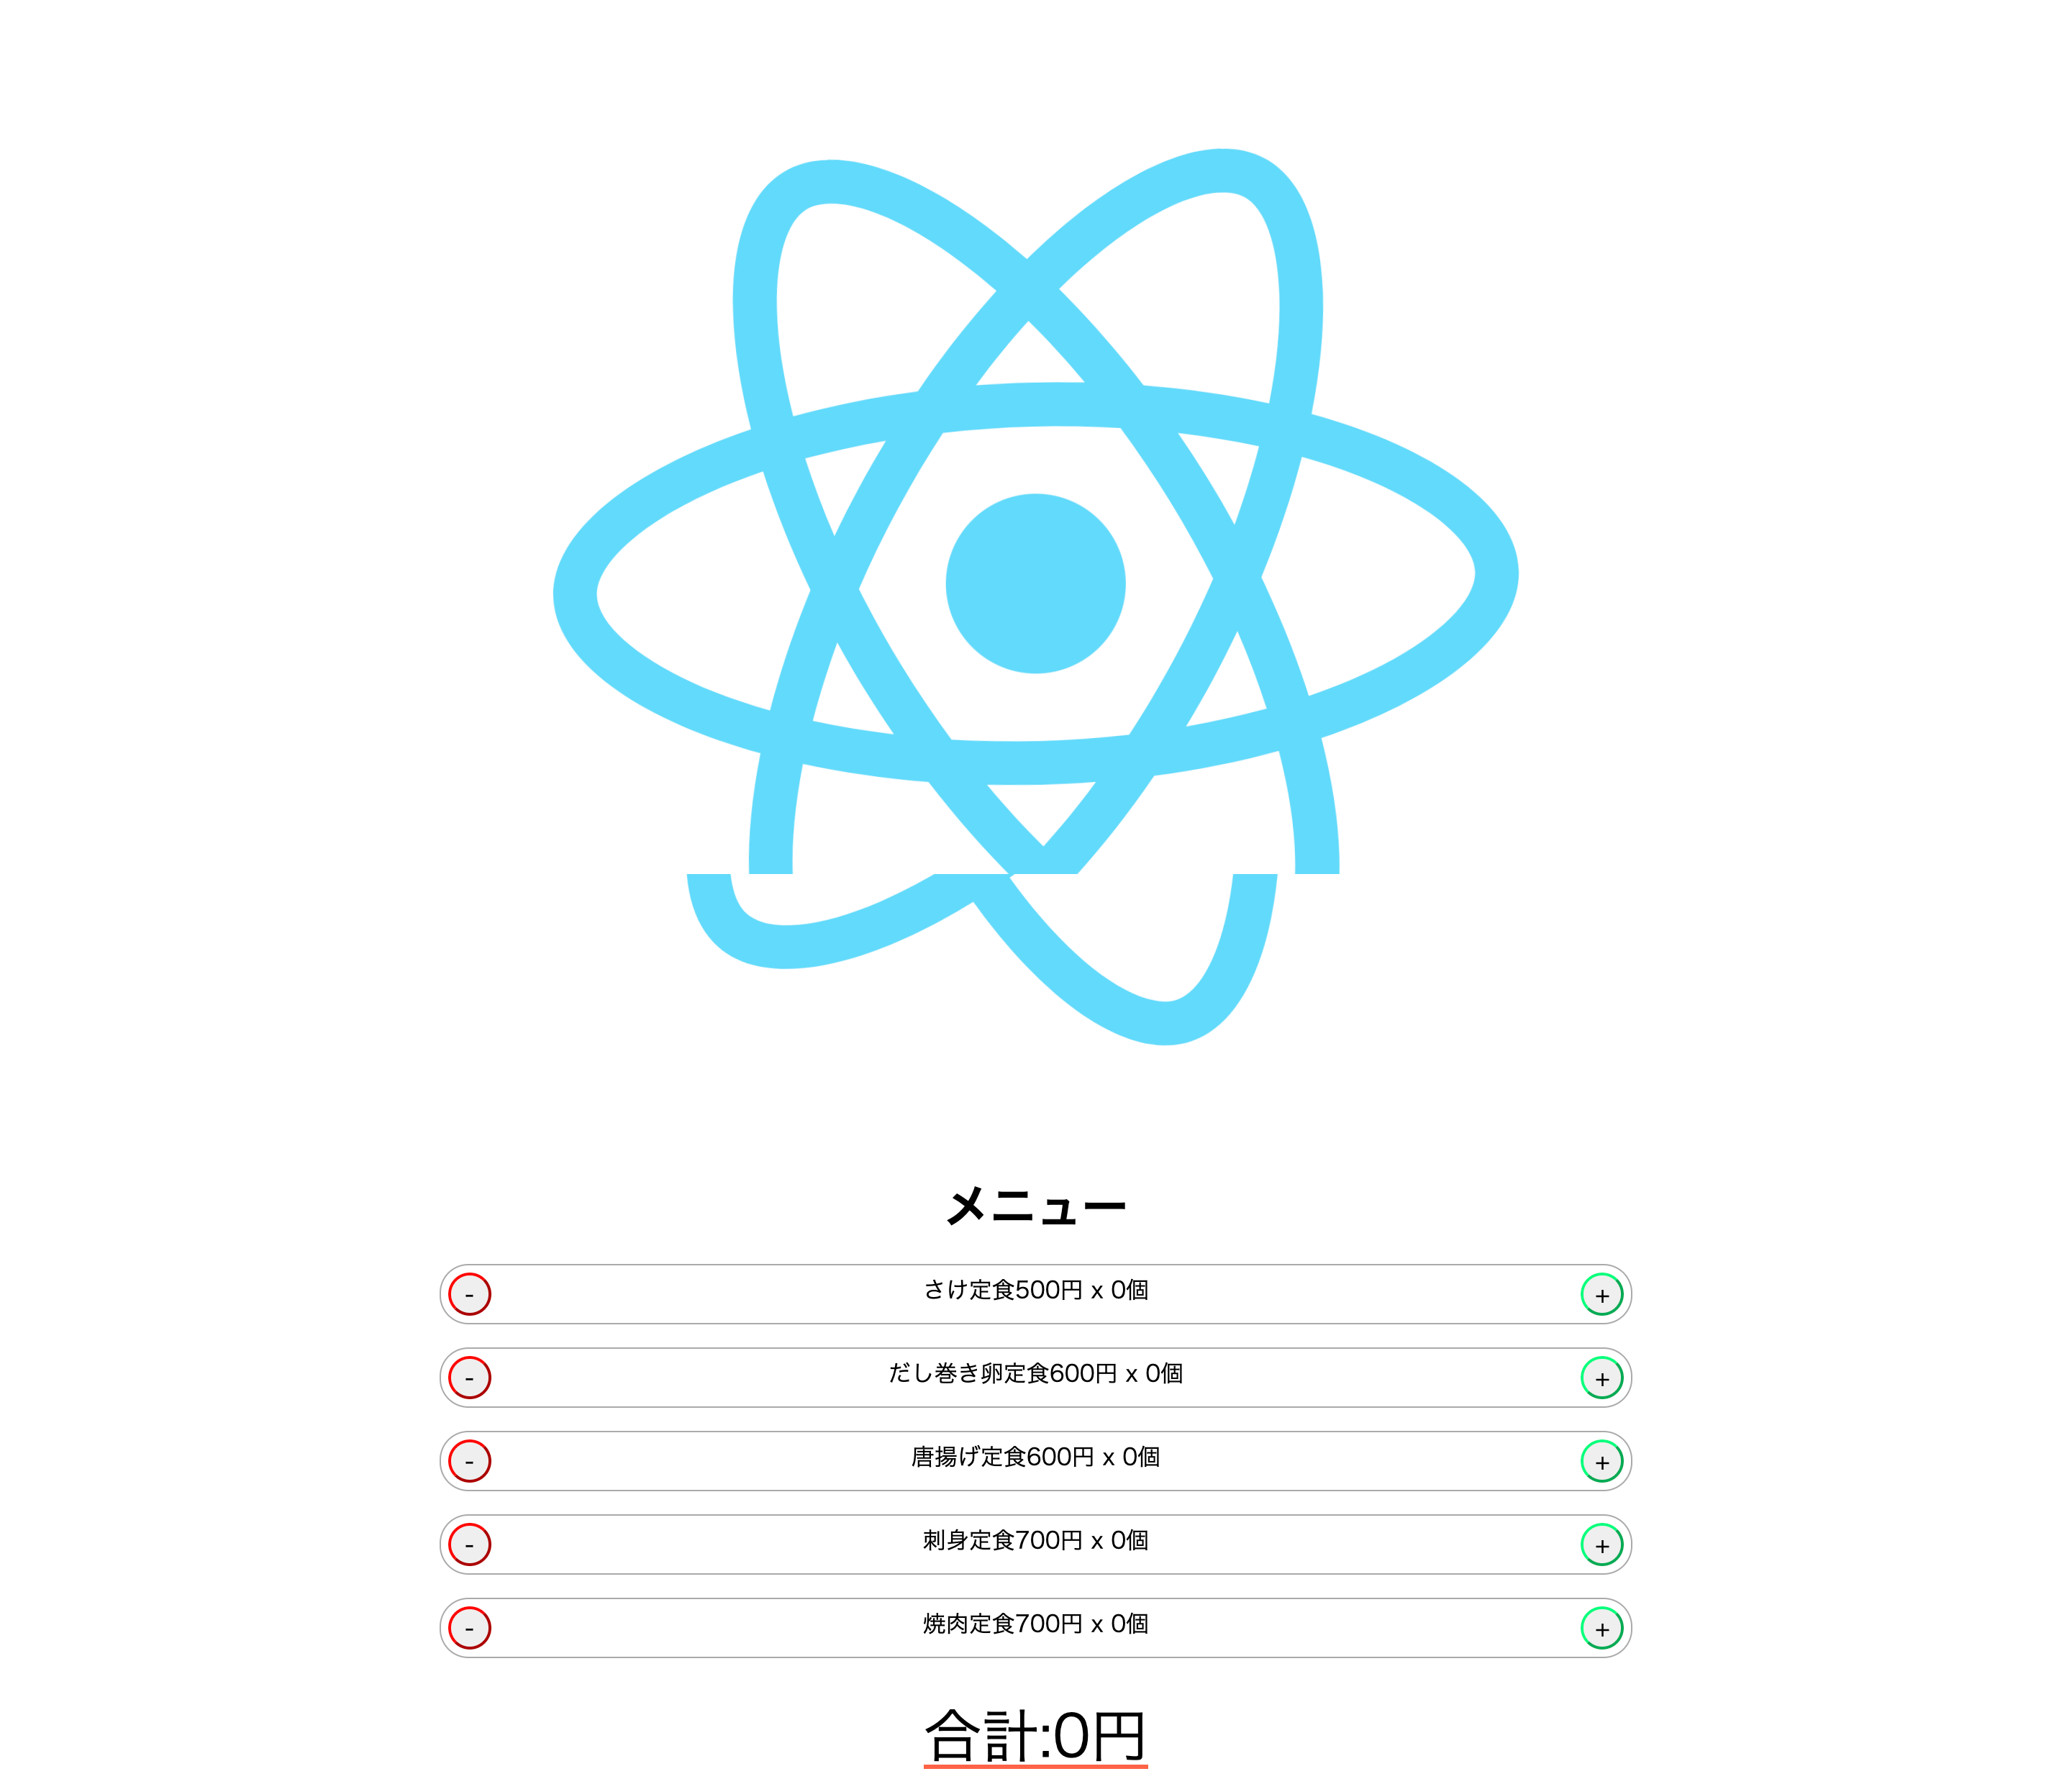 メニュー
- さけ定食500円 x 0個 +
- だし巻き卵定食600円 x 0個 +
- 唐揚げ定食600円 x 0個 +
- 刺身定食700円 x 0個 +
- 焼肉定食700円 x 0個 +
合計:0円